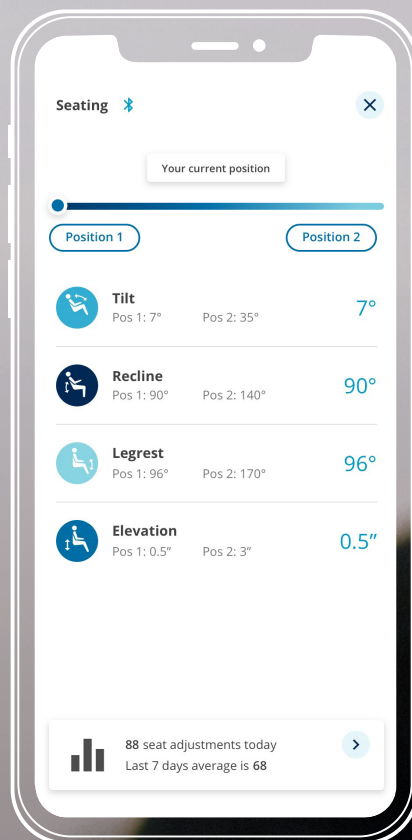 Seating
Your current position
Position 1 Position 2
Tilt
Pos 1: 7° Pos 2: 35° 7°
Recline
Pos 1: 90° Pos 2: 140° 90°
Legrest
Pos 1: 96° Pos 2: 170° 96°
Elevation
Pos 1: 0.5” Pos 2: 3” 0.5”
88 seat adjustments today
Last 7 days average is 68